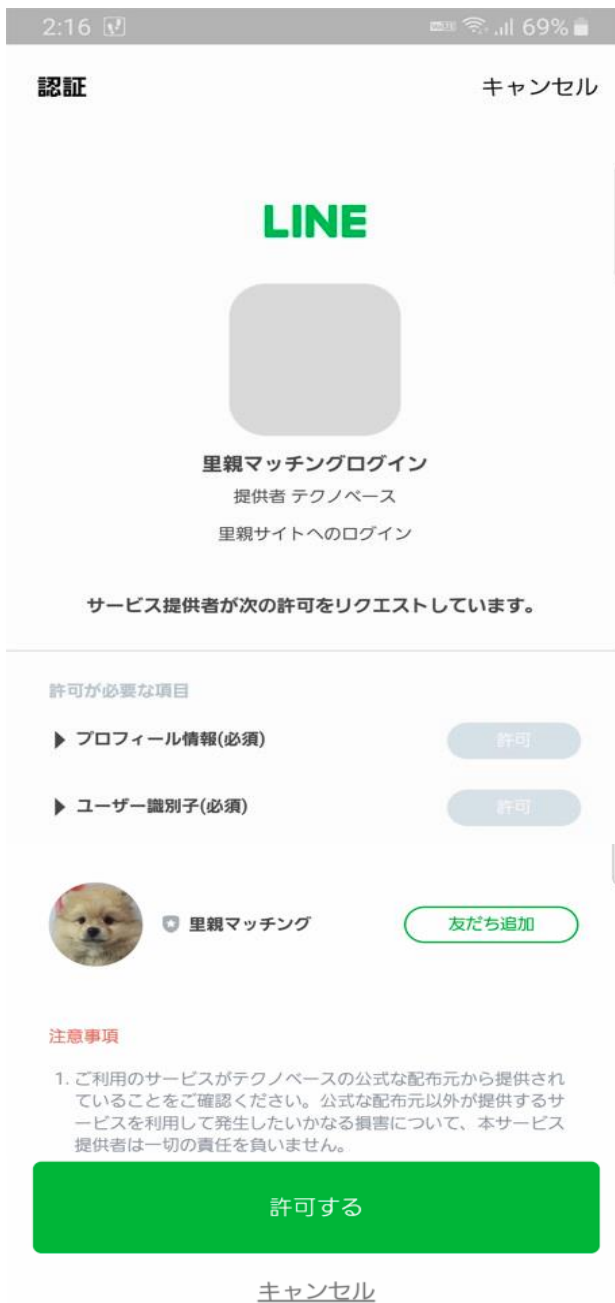 2:16 69%
認証 キャンセル
LINE
里親マッチングログイン
提供者 テクノベース
里親サイトへのログイン
サービス提供者が次の許可をリクエストしています。
許可が必要な項目
▶ プロフィール情報(必須) 許可
▶ ユーザー識別子(必須) 許可
里親マッチング 友だち追加
注意事項
1. ご利用のサービスがテクノベースの公式な配布元から提供され
ていることをご確認ください。公式な配布元以外が提供するサ
ービスを利用して発生したいかなる損害について、本サービス
提供者は一切の責任を負いません。
許可する
キャンセル